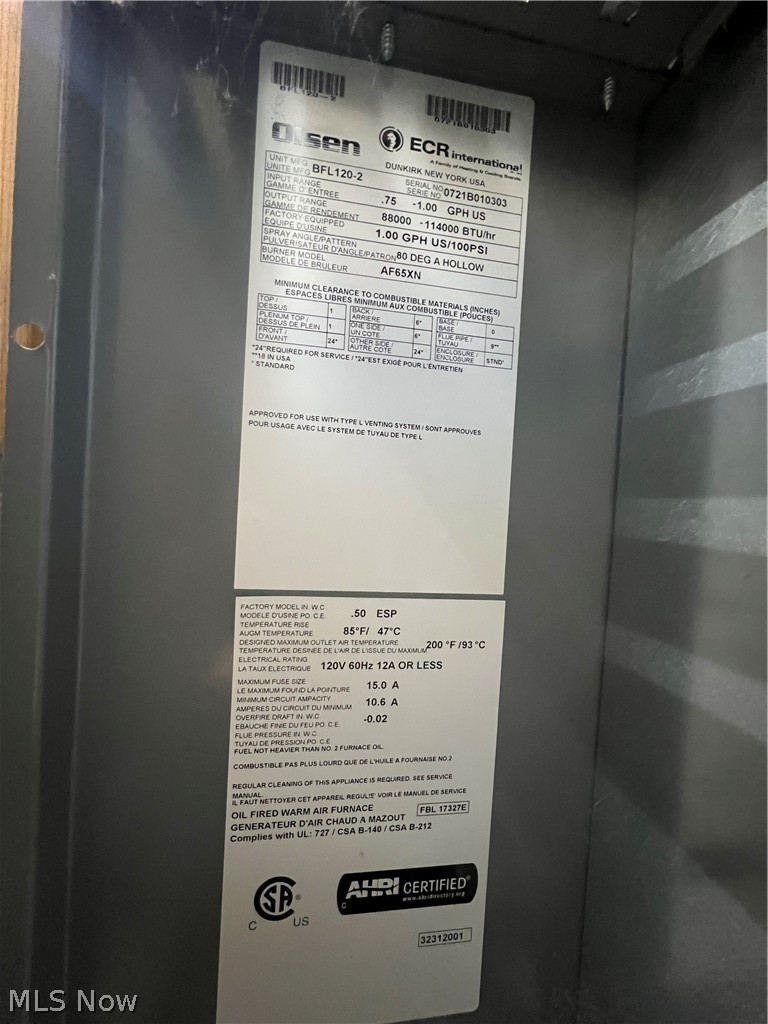 BFL120-2
0721B010303
Olsen
ECR international
A Family of Heating & Cooling Brands
DUNKIRK NEW YORK USA
UNIT MFG
UNITE MFG BFL120-2
SERIAL NO
SERIE NO 0721B010303
INPUT RANGE
GAMME D'ENTREE .75 -1.00 GPH US
OUTPUT RANGE
GAMME DE RENDEMENT 88000 -114000 BTU/hr
FACTORY EQUIPPED
EQUIPE D'USINE 1.00 GPH US/100PSI
SPRAY ANGLE/PATTERN
PULVERISATEUR D'ANGLE/PATRON 80 DEG A HOLLOW
BURNER MODEL
MODELE DE BRULEUR AF65XN
MINIMUM CLEARANCE TO COMBUSTIBLE MATERIALS (INCHES)
ESPACES LIBRES MINIMUM AUX COMBUSTIBLE (POUCES)
TOP / DESSUS 1 BACK / ARRIERE 6* BASE / BASE 0
PLENUM TOP / DESSUS DE PLEIN 1 ONE SIDE / UN COTE 6* FLUE PIPE / TUYAU 9**
FRONT / D'AVANT 24* OTHER SIDE / AUTRE COTE 24* ENCLOSURE / ENCLOSURE STND*
*24"REQUIRED FOR SERVICE / *24"EST EXIGÉ POUR L'ÉNTRETIEN
**18 IN USA
* STANDARD
APPROVED FOR USE WITH TYPE L VENTING SYSTEM / SONT APPROUVES
POUR USAGE AVEC LE SYSTEM DE TUYAU DE TYPE L
FACTORY MODEL IN. W.C
MODELE D'USINE PO. C.E. .50 ESP
TEMPERATURE RISE
AUGM TEMPERATURE 85°F/ 47°C
DESIGNED MAXIMUM OUTLET AIR TEMPERATURE
TEMPERATURE DESINEE DE L'AIR DE L'ISSUE DU MAXIMUM 200 °F /93 °C
ELECTRICAL RATING
LA TAUX ELECTRIQUE 120V 60Hz 12A OR LESS
MAXIMUM FUSE SIZE
LE MAXIMUM FOUND LA POINTURE 15.0 A
MINIMUM CIRCUIT AMPACITY
AMPERES DU CIRCUIT DU MINIMUM 10.6 A
OVERFIRE DRAFT IN. W.C
EBAUCHE FINIE DU FEU PO. C.E. -0.02
FLUE PRESSURE IN. W.C
TUYAU DE PRESSION PO. C.E.
FUEL NOT HEAVIER THAN NO. 2 FURNACE OIL.
COMBUSTIBLE PAS PLUS LOURD QUE DE L'HUILE A FOURNAISE NO.2
REGULAR CLEANING OF THIS APPLIANCE IS REQUIRED. SEE SERVICE
MANUAL.
IL FAUT NETTOYER CET APPAREIL VOIR LE MANUEL DE SERVICE
OIL FIRED WARM AIR FURNACE FBL 17327E
GENERATEUR D'AIR CHAUD A MAZOUT
Complies with UL: 727 / CSA B-140 / CSA B-212
SA
C US
AHRI CERTIFIED
www.ahridirectory.org
C
32312001
MLS Now